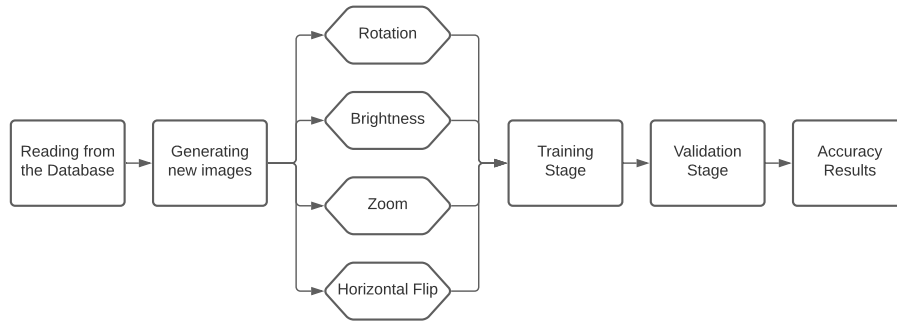 Reading from
the Database
Generating
new images
Rotation
Brightness
Zoom
Horizontal Flip
Training
Stage
Validation
Stage
Accuracy
Results